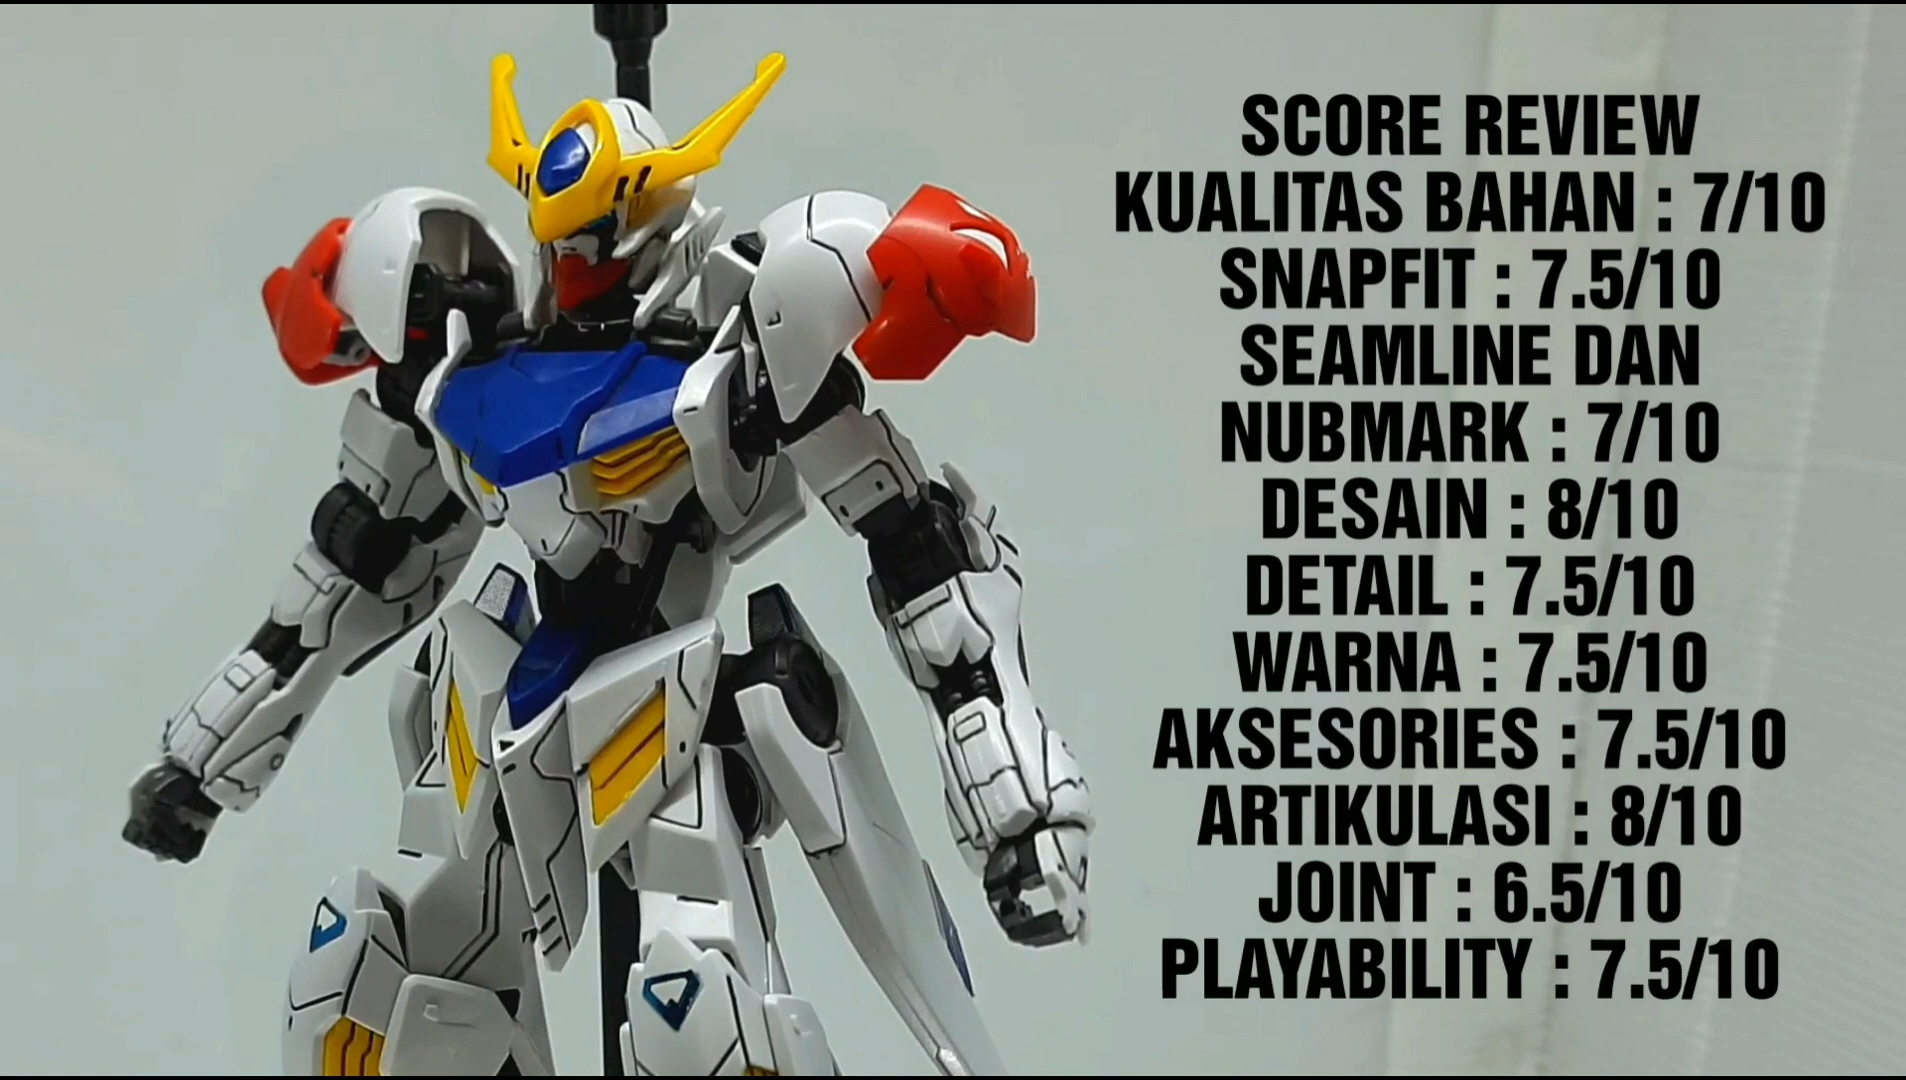 SCORE REVIEW
KUALITAS BAHAN : 7/10
SNAPFIT : 7.5/10
SEAMLINE DAN
NUBMARK : 7/10
DESAIN : 8/10
DETAIL : 7.5/10
WARNA : 7.5/10
AKSESORIES : 7.5/10
ARTIKULASI : 8/10
JOINT : 6.5/10
PLAYABILITY : 7.5/10